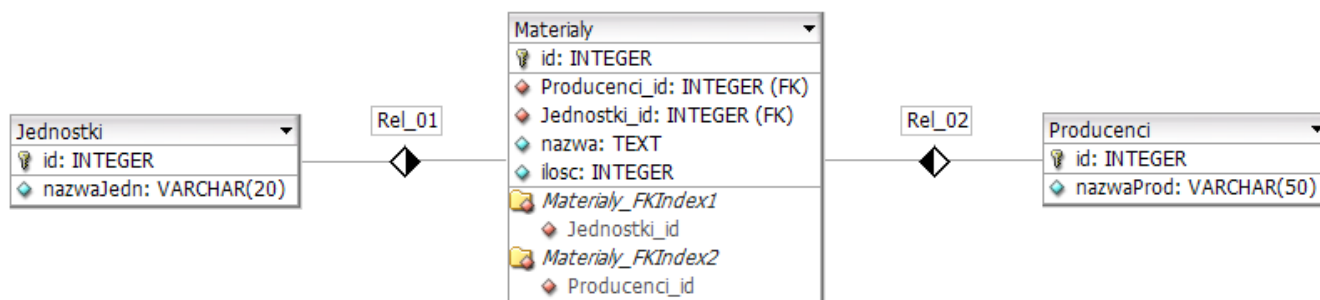 Jednostki
id: INTEGER
nazwaJedn: VARCHAR(20)
Rel_01
Materialy
id: INTEGER
Producenci_id: INTEGER (FK)
Jednostki_id: INTEGER (FK)
nazwa: TEXT
ilosc: INTEGER
Materialy_FKIndex1
Jednostki_id
Materialy_FKIndex2
Producenci_id
Rel_02
Producenci
id: INTEGER
nazwaProd: VARCHAR(50)